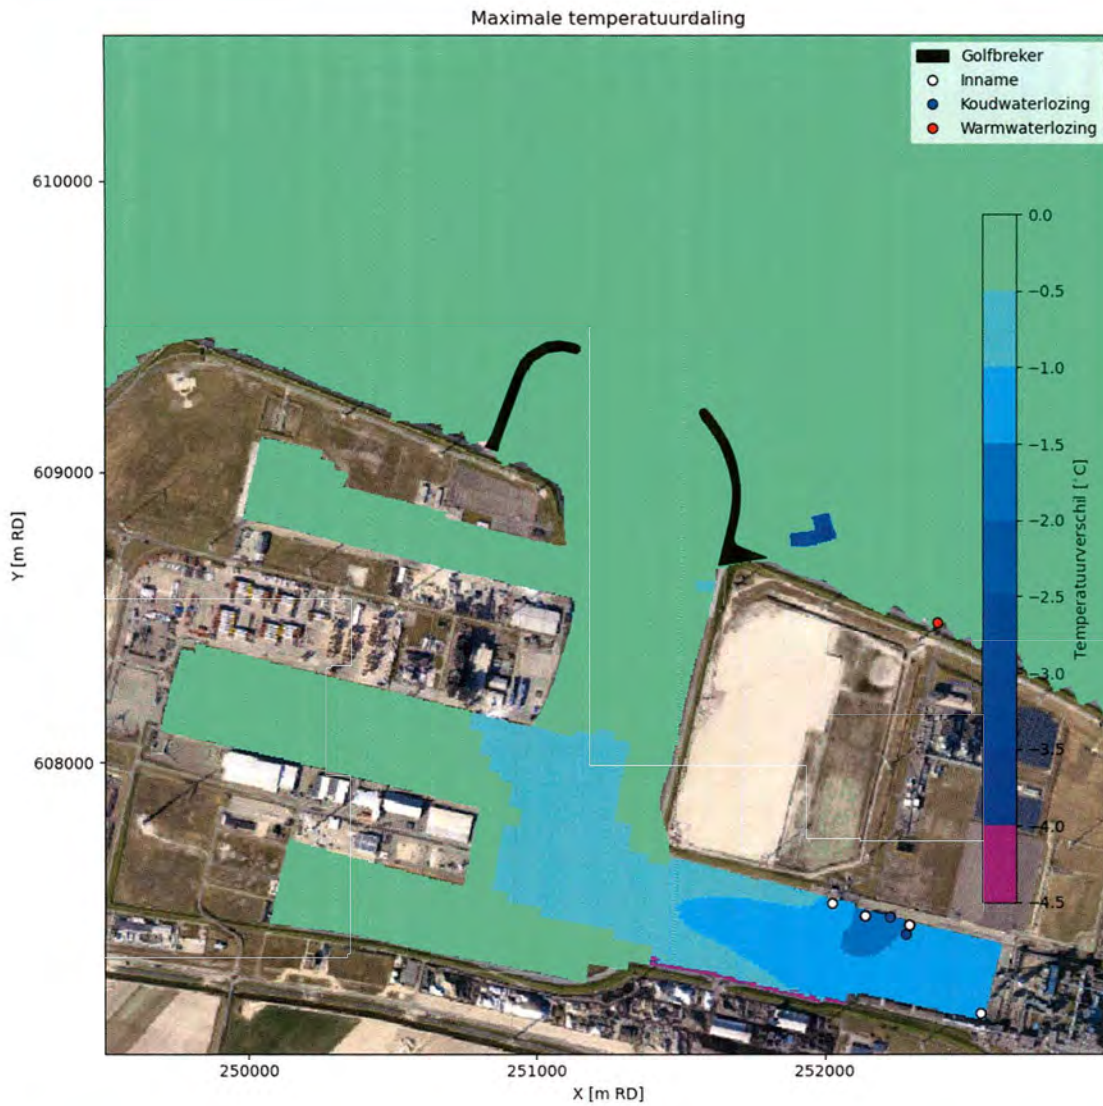 Maximale temperatuurdaling
Golfbreker
Inname
Koudwaterlozing
Warmwaterlozing
610000
609000
608000
Y [m RD]
0.0
−0.5
−1.0
−1.5
−2.0
−2.5
−3.0
−3.5
−4.0
−4.5
Temperatuurverschil [°C]
250000
251000
252000
X [m RD]